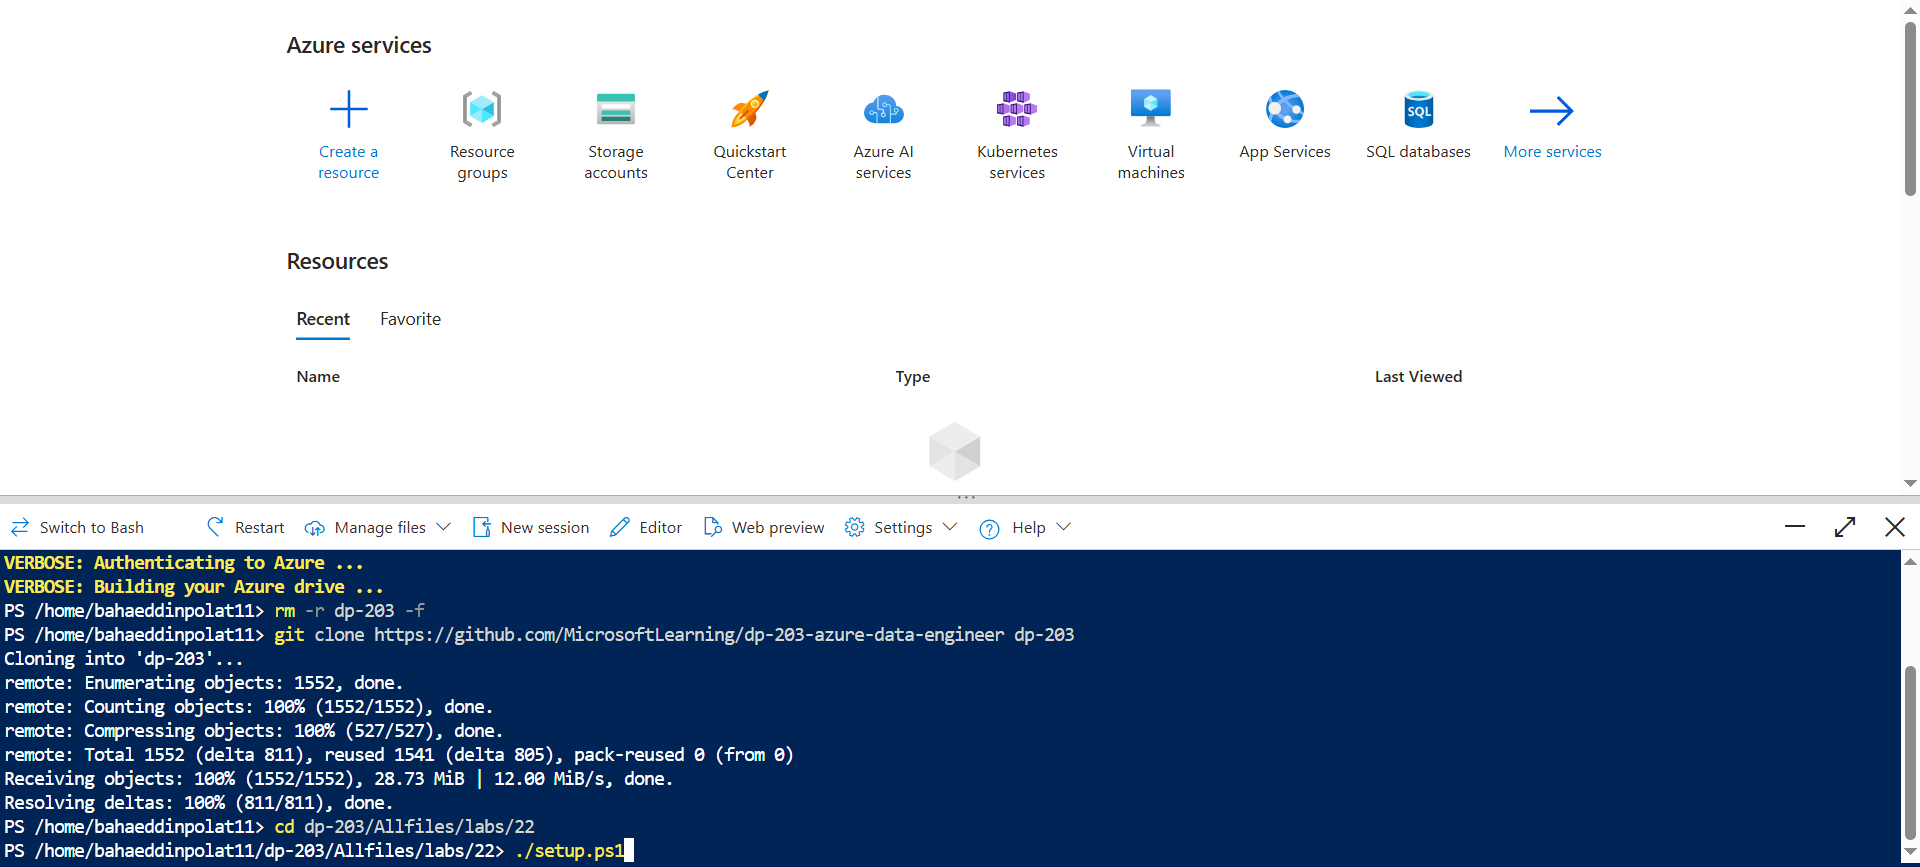 Azure services
Create a resource
Resource groups
Storage accounts
Quickstart Center
Azure AI services
Kubernetes services
Virtual machines
App Services
SQL
SQL databases
More services
Resources
Recent Favorite
Name Type Last Viewed
Switch to Bash Restart Manage files New session Editor Web preview Settings Help
VERBOSE: Authenticating to Azure ...
VERBOSE: Building your Azure drive ...
PS /home/bahaeddinpolat11> rm -r dp-203 -f
PS /home/bahaeddinpolat11> git clone https://github.com/MicrosoftLearning/dp-203-azure-data-engineer dp-203
Cloning into 'dp-203'...
remote: Enumerating objects: 1552, done.
remote: Counting objects: 100% (1552/1552), done.
remote: Compressing objects: 100% (527/527), done.
remote: Total 1552 (delta 811), reused 1541 (delta 805), pack-reused 0 (from 0)
Receiving objects: 100% (1552/1552), 28.73 MiB | 12.00 MiB/s, done.
Resolving deltas: 100% (811/811), done.
PS /home/bahaeddinpolat11> cd dp-203/Allfiles/labs/22
PS /home/bahaeddinpolat11/dp-203/Allfiles/labs/22> ./setup.ps1